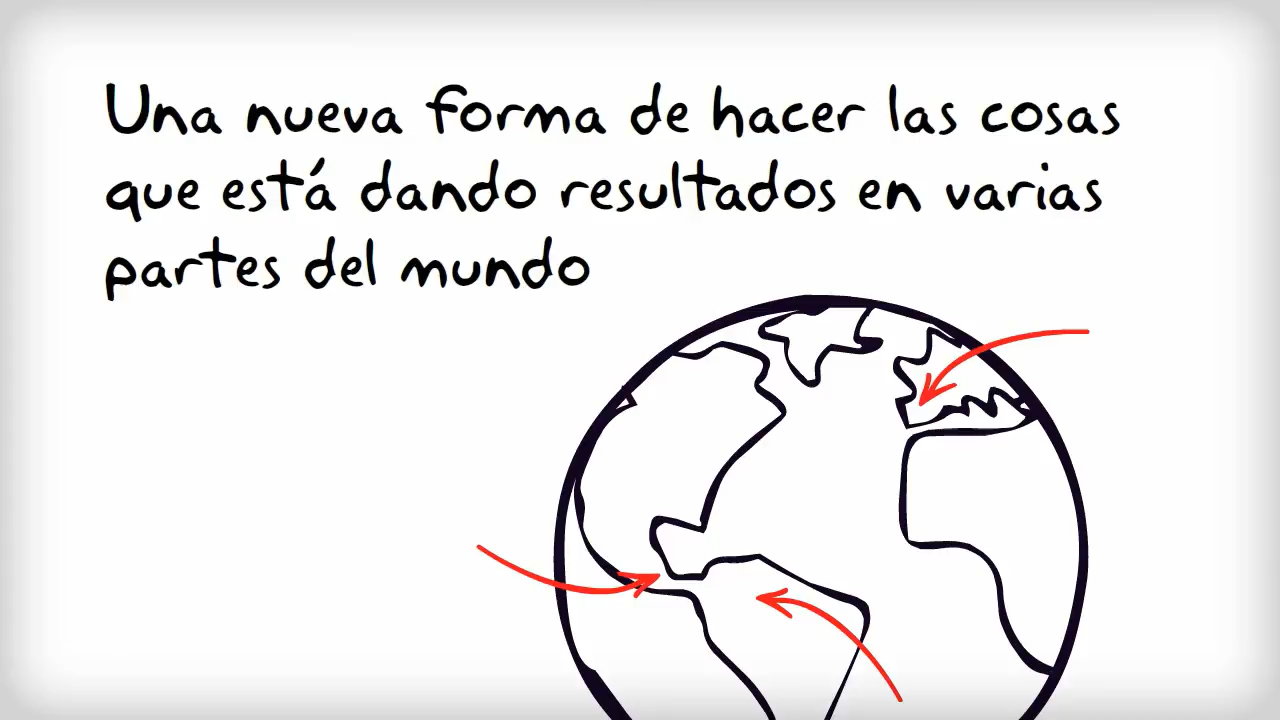 Una nueva forma de hacer las cosas
que está dando resultados en varias
partes del mundo